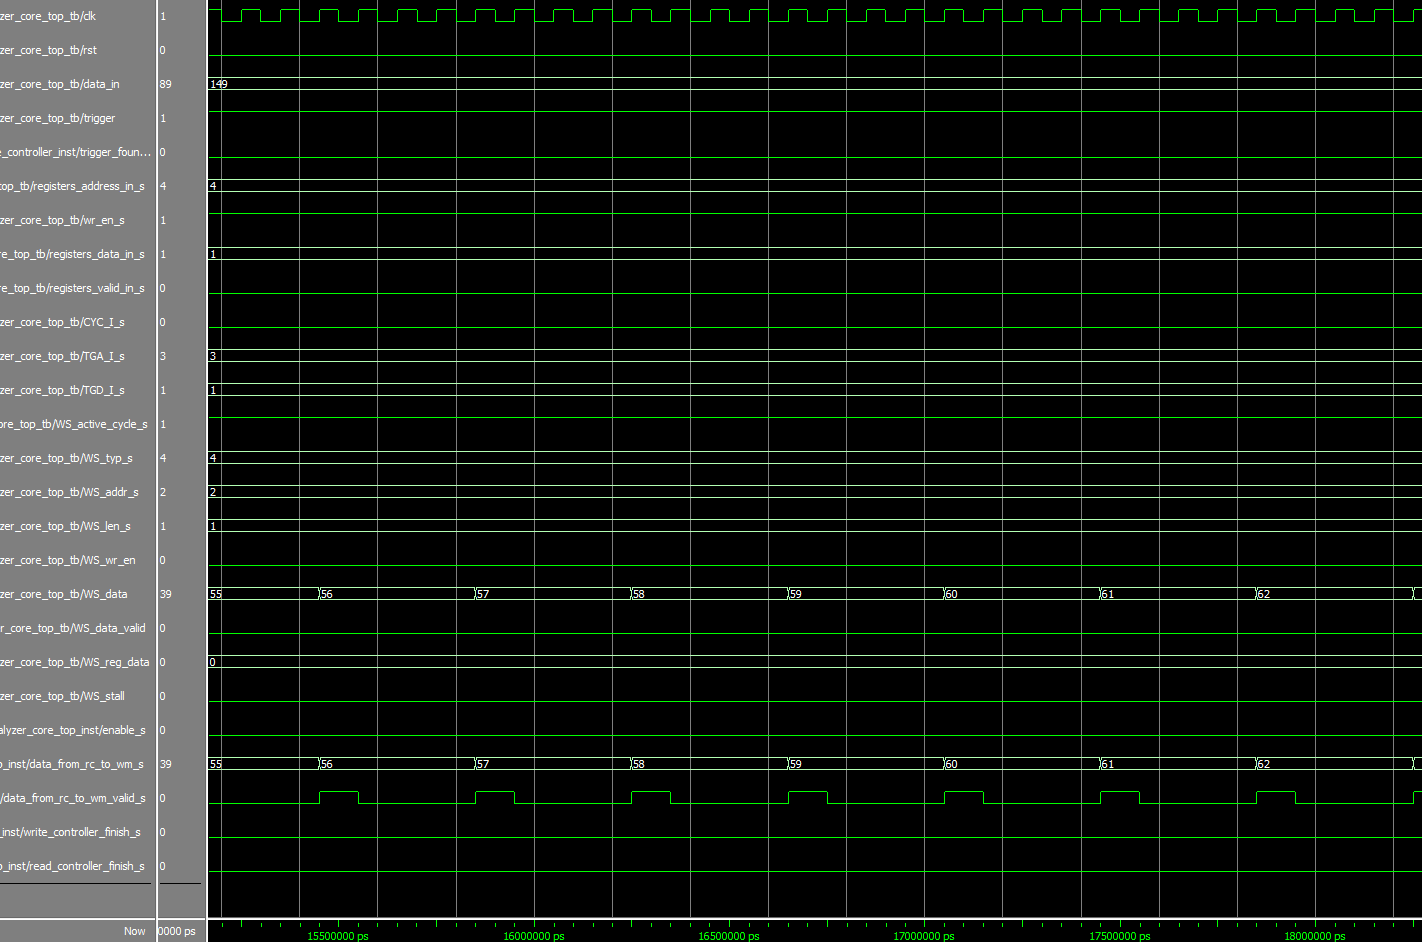 zer_core_top_tb/clk 1
zer_core_top_tb/rst 0
zer_core_top_tb/data_in 89 149
zer_core_top_tb/trigger 1
e_controller_inst/trigger_foun... 0
top_tb/registers_address_in_s 4 4
zer_core_top_tb/wr_en_s 1
re_top_tb/registers_data_in_s 1 1
re_top_tb/registers_valid_in_s 0
zer_core_top_tb/CYC_I_s 0
zer_core_top_tb/TGA_I_s 3 3
zer_core_top_tb/TGD_I_s 1 1
ore_top_tb/WS_active_cycle_s 1
zer_core_top_tb/WS_typ_s 4 4
zer_core_top_tb/WS_addr_s 2 2
zer_core_top_tb/WS_len_s 1 1
zer_core_top_tb/WS_wr_en 0
zer_core_top_tb/WS_data 39 55 56 57 58 59 60 61 62
r_core_top_tb/WS_data_valid 0
zer_core_top_tb/WS_reg_data 0 0
zer_core_top_tb/WS_stall 0
alyzer_core_top_inst/enable_s 0
p_inst/data_from_rc_to_wm_s 39 55 56 57 58 59 60 61 62
/data_from_rc_to_wm_valid_s 0
_inst/write_controller_finish_s 0
p_inst/read_controller_finish_s 0
Now 0000 ps 15500000 ps 16000000 ps 16500000 ps 17000000 ps 17500000 ps 18000000 ps